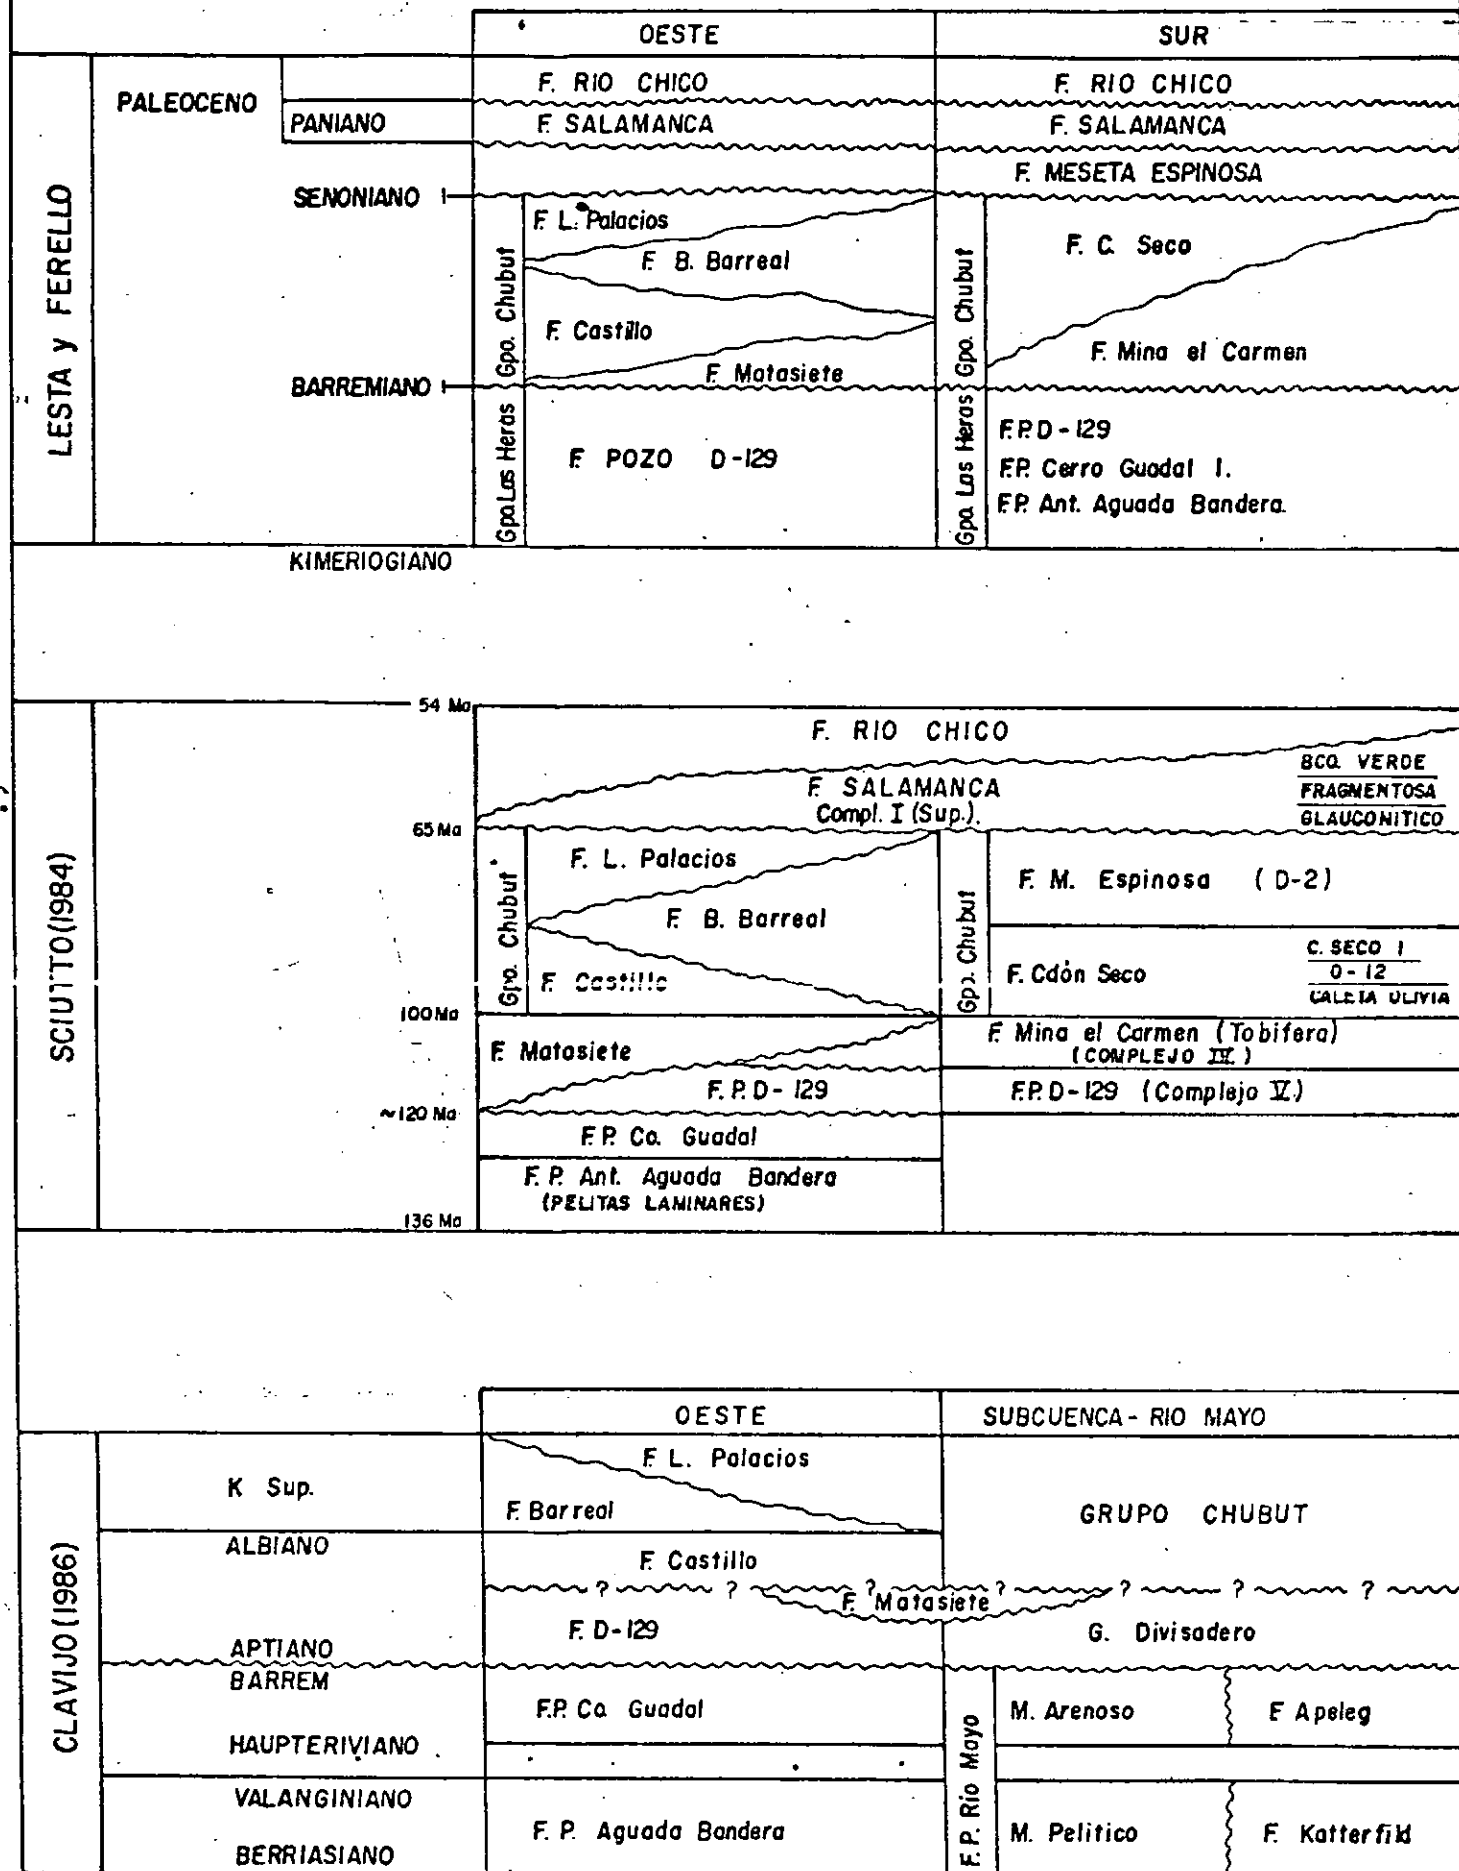 OESTE
SUR
LESTA y FERELLO
PALEOCENO
F. RIO CHICO
F. RIO CHICO
PANIANO
F. SALAMANCA
F. SALAMANCA
F. MESETA ESPINOSA
SENONIANO
Gpo. Chubut
F. L. Palacios
F. B. Barreal
F. Castillo
F. Matasiete
Gpo. Chubut
F. C. Seco
F. Mina el Carmen
BARREMIANO
Gpo. Las Heras
F. POZO D-129
Gpo. Las Heras
F.P. D-129
F.P. Cerro Guadal 1.
F.P. Ant. Aguada Bandera.
KIMERIOGIANO
SCIUTTO (1984)
54 Ma
F. RIO CHICO
F. SALAMANCA
Compl. I (Sup.).
BCO. VERDE
FRAGMENTOSA
GLAUCONITICO
65 Ma
Gpo. Chubut
F. L. Palacios
F. B. Barreal
F. Castillo
Gpo. Chubut
F. M. Espinosa (D-2)
F. Cdón Seco
C. SECO I
O-12
CALETA OLIVIA
100 Ma
F. Matasiete
F. Mina el Carmen (Tobifera)
(COMPLEJO IV.)
F. P. D-129
F.P. D-129 (Complejo V.)
~120 Ma
F. P. Co. Guadal
F. P. Ant. Aguada Bandera
(PELITAS LAMINARES)
136 Ma
OESTE
SUBCUENCA - RIO MAYO
CLAVIJO (1986)
K Sup.
F. L. Palacios
F. Barreal
GRUPO CHUBUT
ALBIANO
F. Castillo
? ? ? ? ? ? ?
F. Matasiete
F. D-129
G. Divisadero
APTIANO
BARREM
F.P. Co. Guadal
F. P. Rio Mayo
M. Arenoso
F. Apeleg
HAUPTERIVIANO
VALANGINIANO
F. P. Aguada Bandera
M. Pelitico
F. Katterfild
BERRIASIANO